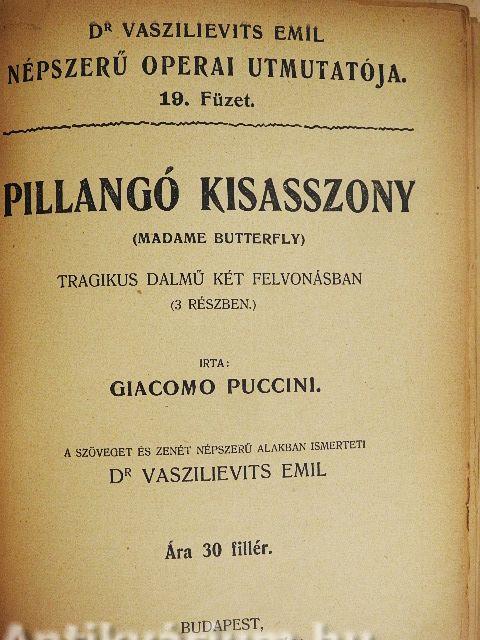 DR VASZILIEVITS EMIL
NÉPSZERŰ OPERAI UTMUTATÓJA.
19. Füzet.
PILLANGÓ KISASSZONY
(MADAME BUTTERFLY)
TRAGIKUS DALMŰ KÉT FELVONÁSBAN
(3 RÉSZBEN.)
IRTA:
GIACOMO PUCCINI.
A SZÖVEGET ÉS ZENÉT NÉPSZERŰ ALAKBAN ISMERTETI
DR VASZILIEVITS EMIL
Ára 30 fillér.
BUDAPEST,